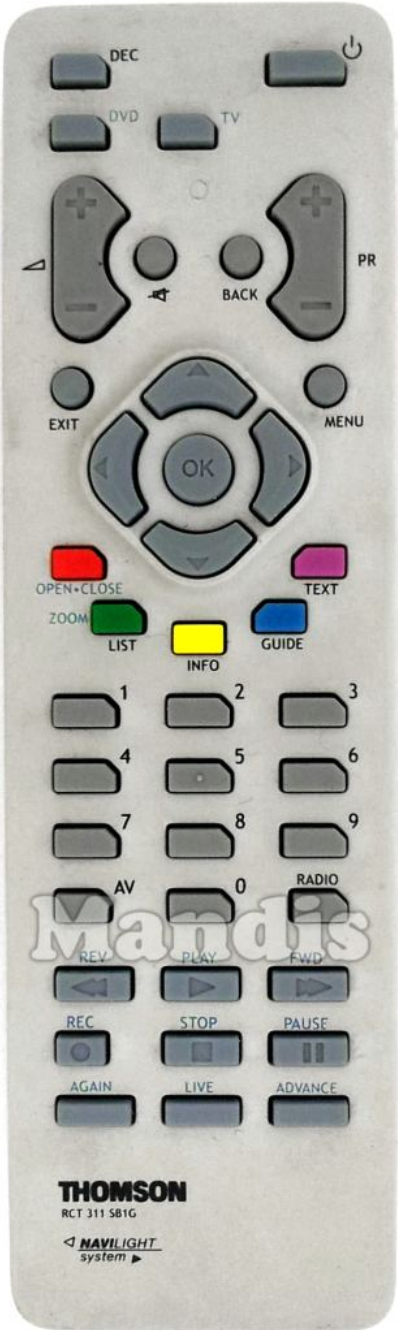 DEC
DVD TV
+ +
PR
BACK
- -
EXIT MENU
OK
OPEN•CLOSE TEXT
ZOOM
LIST GUIDE
INFO
1 2 3
4 5 6
7 8 9
AV 0 RADIO
Mandis
REV PLAY FWD
REC STOP PAUSE
AGAIN LIVE ADVANCE
THOMSON
RCT 311 SB1G
NAVILIGHT
system